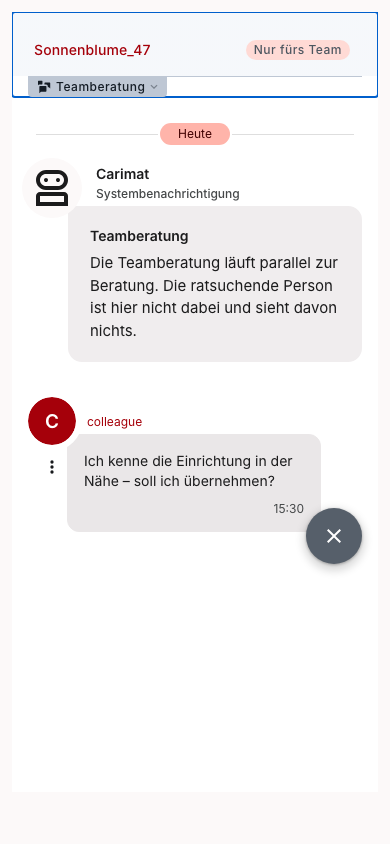 Sonnenblume_47
Nur fürs Team
Teamberatung
Heute
Carimat
Systembenachrichtigung
Teamberatung
Die Teamberatung läuft parallel zur
Beratung. Die ratsuchende Person
ist hier nicht dabei und sieht davon
nichts.
C
colleague
Ich kenne die Einrichtung in der
Nähe – soll ich übernehmen?
15:30